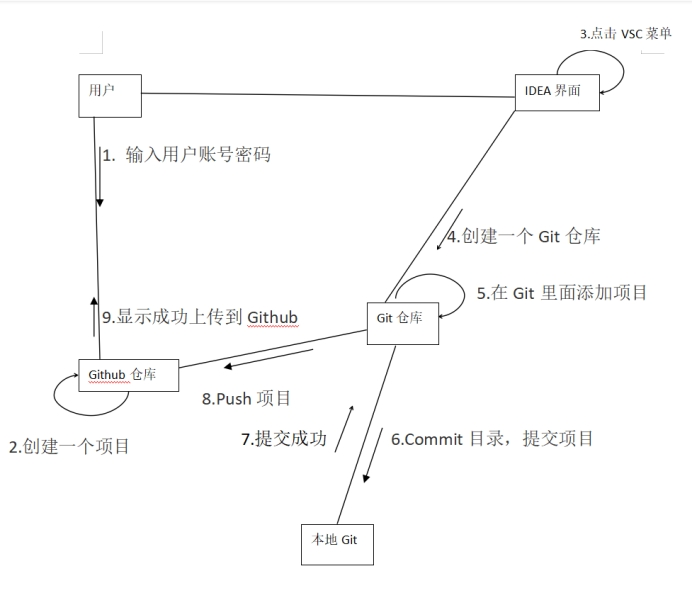 3.点击 VSC 菜单
用户
IDEA 界面
1. 输入用户账号密码
4.创建一个 Git 仓库
5.在 Git 里面添加项目
9.显示成功上传到 Github
Git 仓库
Github 仓库
8.Push 项目
2.创建一个项目
7.提交成功
6.Commit 目录，提交项目
本地 Git